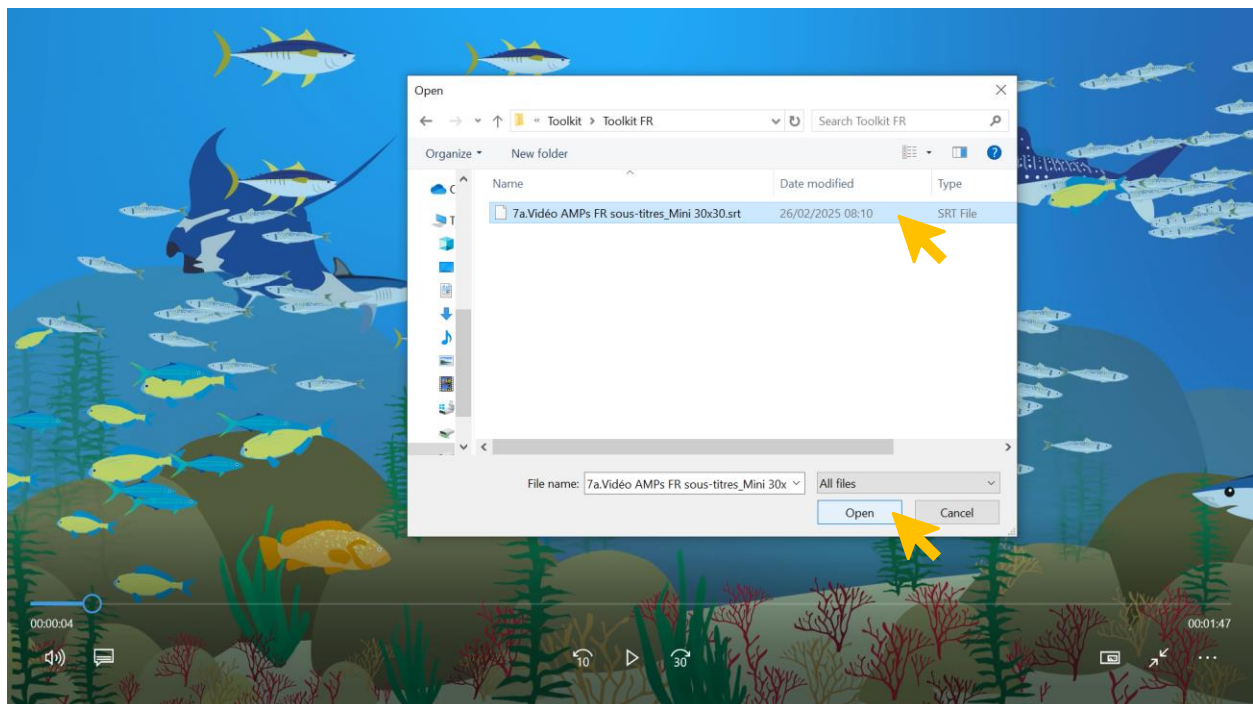 Open
« Toolkit > Toolkit FR
Search Toolkit FR
Organize
New folder
Name
Date modified
Type
C
T
7a.Vidéo AMPs FR sous-titres_Mini 30x30.srt
26/02/2025 08:10
SRT File
File name:
7a.Vidéo AMPs FR sous-titres_Mini 30x
All files
Open
Cancel
00:00:04
00:01:47
10
30